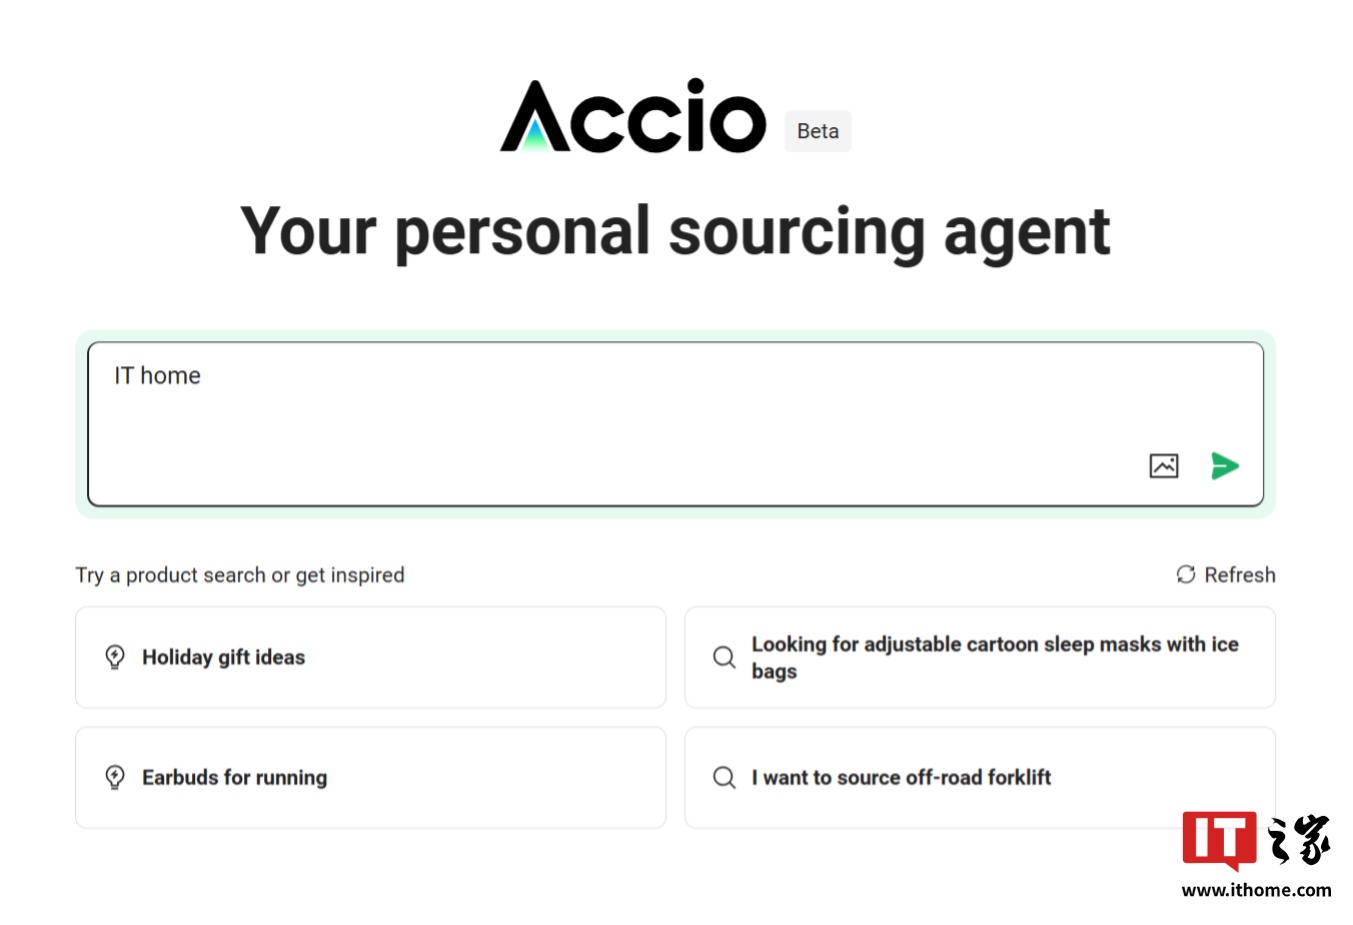 Accio
Beta
Your personal sourcing agent
IT home
Try a product search or get inspired
Refresh
Holiday gift ideas
Looking for adjustable cartoon sleep masks with ice
bags
Earbuds for running
I want to source off-road forklift
IT之家
www.ithome.com